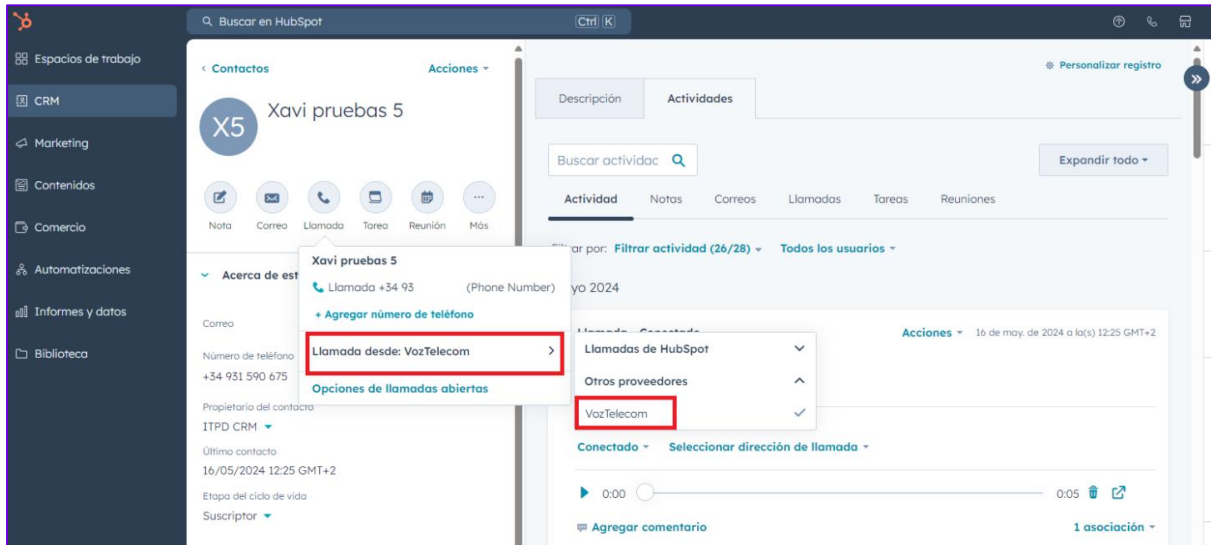 Buscar en HubSpot
Ctrl K
Espacios de trabajo
CRM
Marketing
Contenidos
Comercio
Automatizaciones
Informes y datos
Biblioteca
Contactos
Acciones
X5
Xavi pruebas 5
Nota Correo Llamada Tarea Reunión Más
Xavi pruebas 5
Llamada +34 93 (Phone Number)
+ Agregar número de teléfono
Llamada desde: VozTelecom
Opciones de llamadas abiertas
Acerca de est
Correo
Número de teléfono
+34 931 590 675
Propietario del contacto
ITPD CRM
Último contacto
16/05/2024 12:25 GMT+2
Etapa del ciclo de vida
Suscriptor
Personalizar registro
Descripción Actividades
Buscar activida
Expandir todo
Actividad Notas Correos Llamadas Tareas Reuniones
ar por: Filtrar actividad (26/28) Todos los usuarios
yo 2024
Llamada Conectado
Acciones 16 de may. de 2024 a la(s) 12:25 GMT+2
Llamadas de HubSpot
Otros proveedores
VozTelecom
Conectado Seleccionar dirección de llamada
0:00 0:05
Agregar comentario
1 asociación